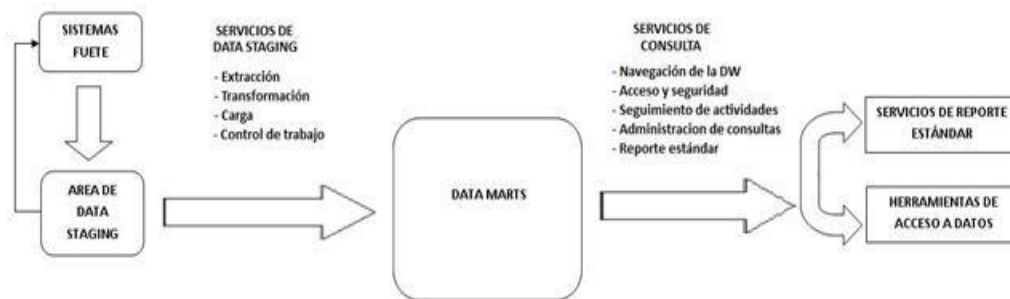 SISTEMAS
FUETE
AREA DE
DATA
STAGING
SERVICIOS DE
DATA STAGING
- Extracción
- Transformación
- Carga
- Control de trabajo
DATA MARTS
SERVICIOS DE
CONSULTA
- Navegación de la DW
- Acceso y seguridad
- Seguimiento de actividades
- Administracion de consultas
- Reporte estándar
SERVICIOS DE REPORTE
ESTÁNDAR
HERRAMIENTAS DE
ACCESO A DATOS